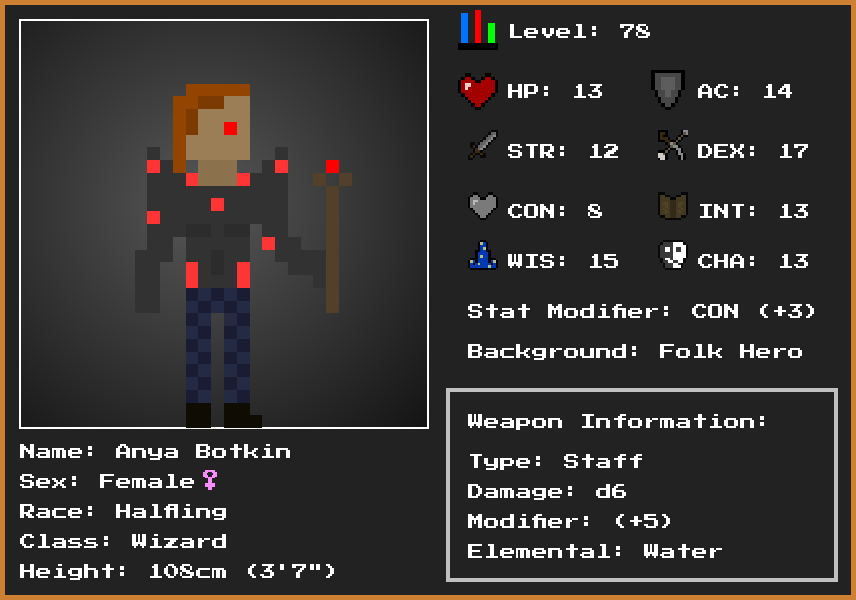 Level: 78
HP: 13
AC: 14
STR: 12
DEX: 17
CON: 8
INT: 13
WIS: 15
CHA: 13
Stat Modifier: CON (+3)
Background: Folk Hero
Weapon Information:
Type: Staff
Damage: d6
Modifier: (+5)
Elemental: Water
Name: Anya Botkin
Sex: Female♀
Race: Halfling
Class: Wizard
Height: 108cm (3'7")